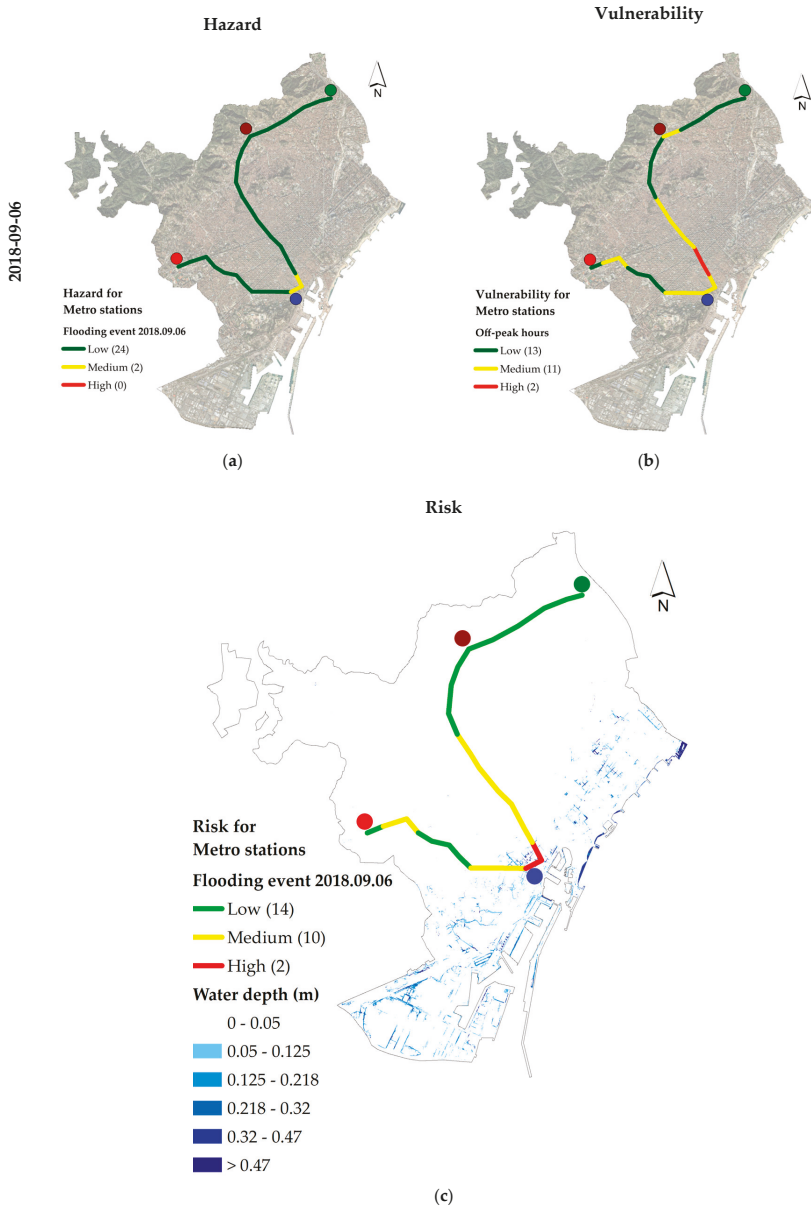 Hazard
Vulnerability
2018-09-06
N
N
Hazard for
Metro stations
Flooding event 2018.09.06
Low (24)
Medium (2)
High (0)
Vulnerability for
Metro stations
Off-peak hours
Low (13)
Medium (11)
High (2)
(a)
(b)
Risk
N
Risk for
Metro stations
Flooding event 2018.09.06
Low (14)
Medium (10)
High (2)
Water depth (m)
0 - 0.05
0.05 - 0.125
0.125 - 0.218
0.218 - 0.32
0.32 - 0.47
> 0.47
(c)